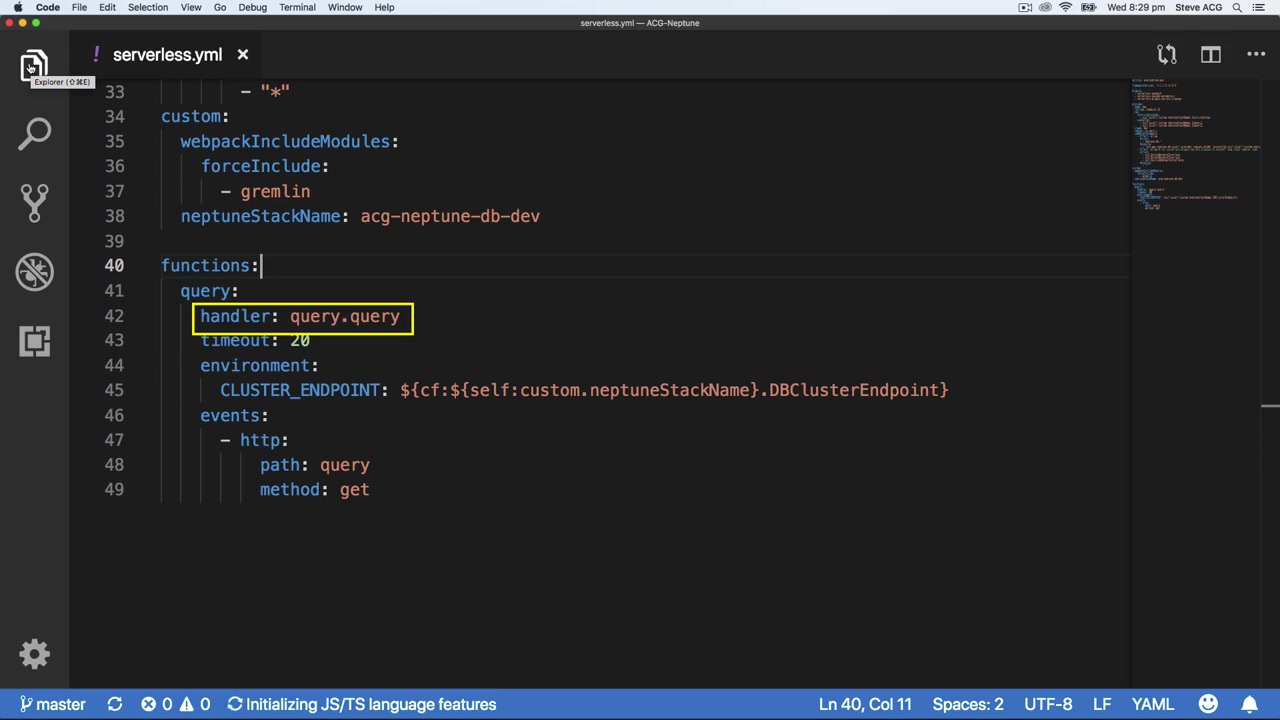 Code File Edit Selection View Go Debug Terminal Window Help Wed 8:29 pm Steve ACG
serverless.yml — ACG-Neptune
! serverless.yml
Explorer (⇧⌘E)
33 - "*"
34 custom:
35 webpackIncludeModules:
36 forceInclude:
37 - gremlin
38 neptuneStackName: acg-neptune-db-dev
39
40 functions:
41 query:
42 handler: query.query
43 timeout: 20
44 environment:
45 CLUSTER_ENDPOINT: ${cf:${self:custom.neptuneStackName}.DBClusterEndpoint}
46 events:
47 - http:
48 path: query
49 method: get
master 0 0 Initializing JS/TS language features Ln 40, Col 11 Spaces: 2 UTF-8 LF YAML